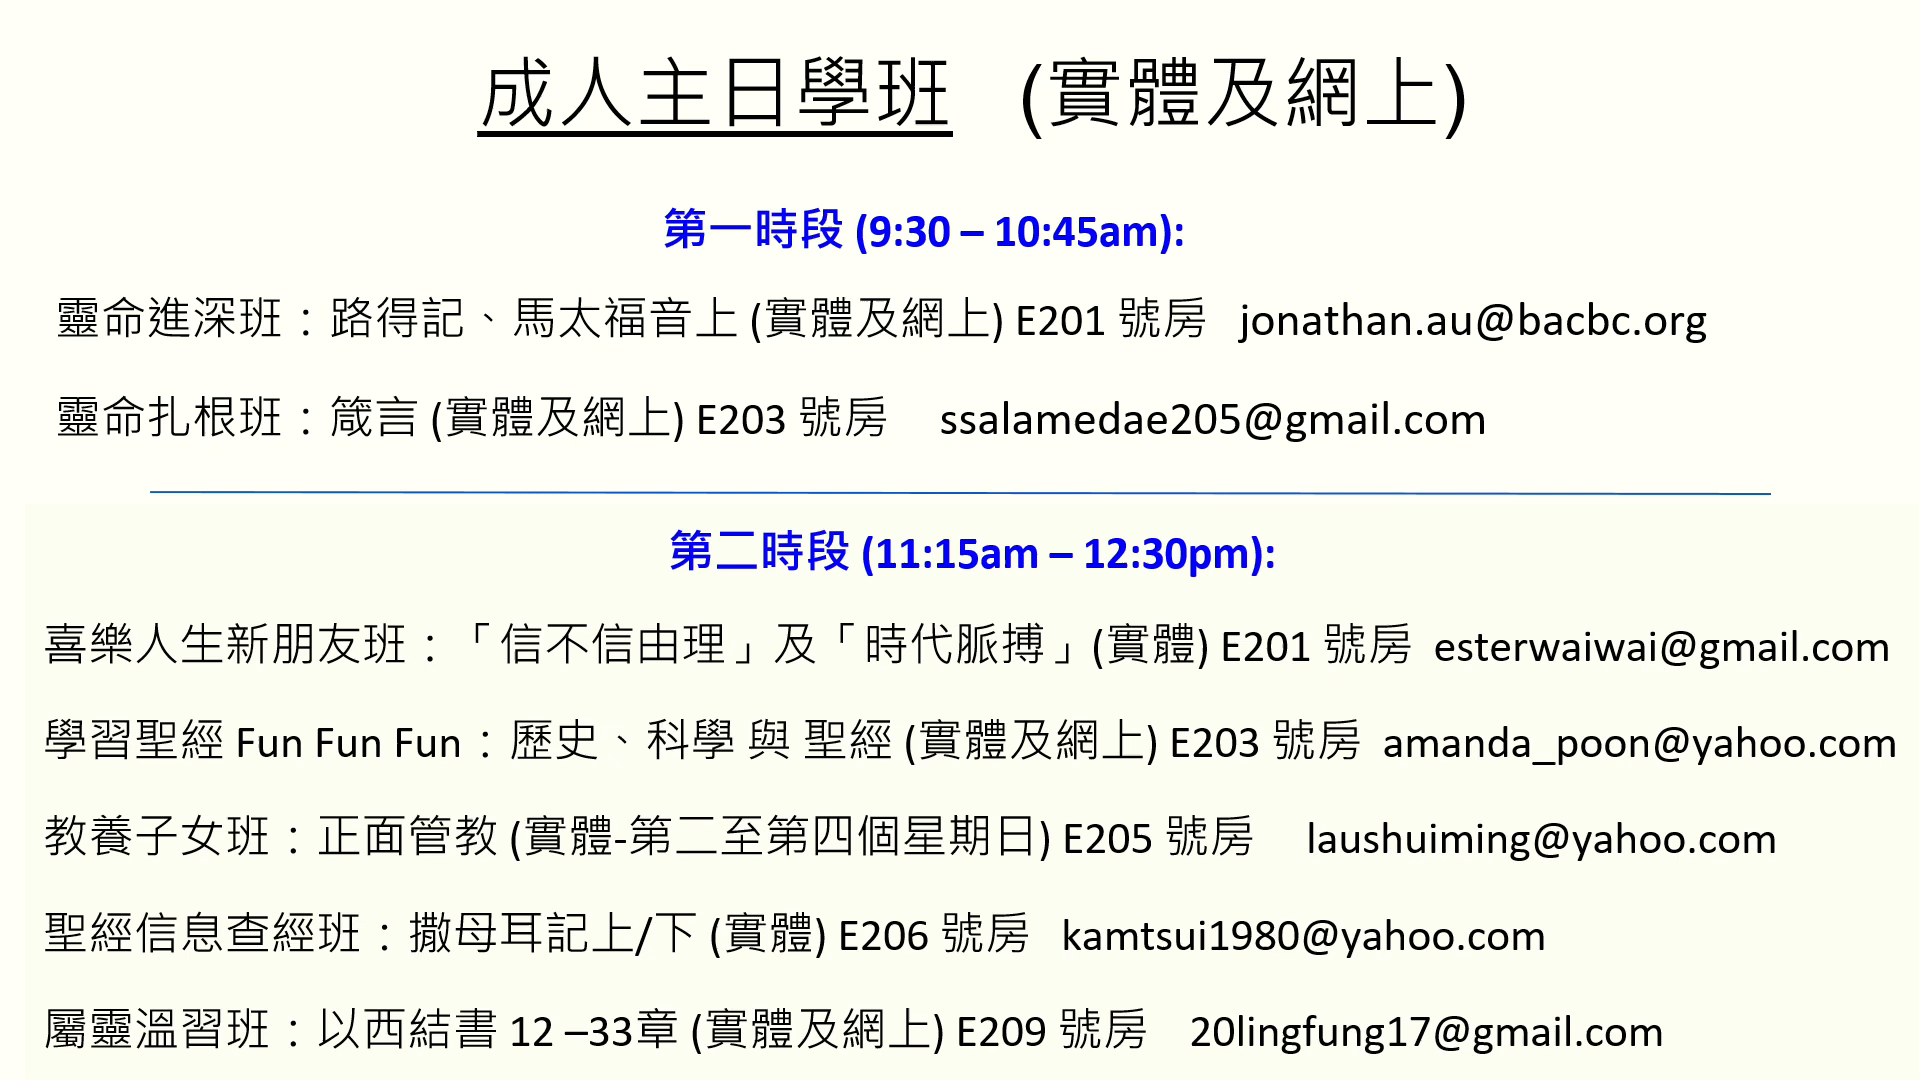 成人主日學班 (實體及網上)
第一時段 (9:30 – 10:45am):
靈命進深班：路得記、馬太福音上 (實體及網上) E201 號房 jonathan.au@bacbc.org
靈命扎根班：箴言 (實體及網上) E203 號房 ssalamedae205@gmail.com
第二時段 (11:15am – 12:30pm):
喜樂人生新朋友班：「信不信由理」及「時代脈搏」(實體) E201 號房 esterwaiwai@gmail.com
學習聖經 Fun Fun Fun：歷史、科學 與 聖經 (實體及網上) E203 號房 amanda_poon@yahoo.com
教養子女班：正面管教 (實體-第二至第四個星期日) E205 號房 laushuiming@yahoo.com
聖經信息查經班：撒母耳記上/下 (實體) E206 號房 kamtsui1980@yahoo.com
屬靈溫習班：以西結書 12 –33章 (實體及網上) E209 號房 20lingfung17@gmail.com